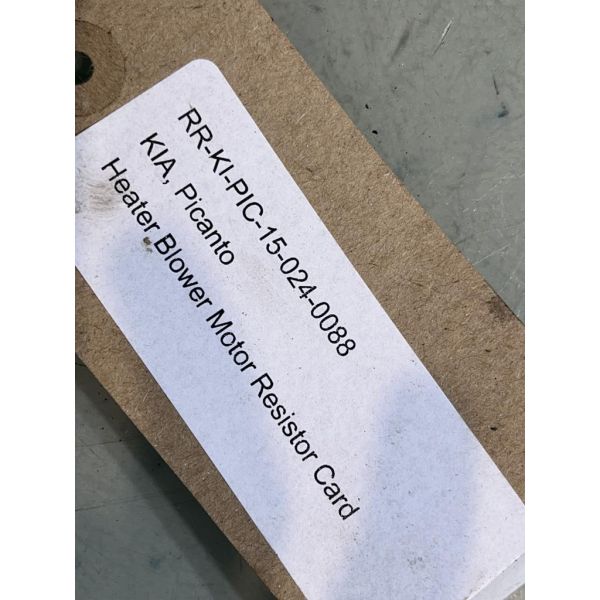 RR-KI-PIC-15-024-0088
KIA, Picanto
Heater Blower Motor Resistor Card